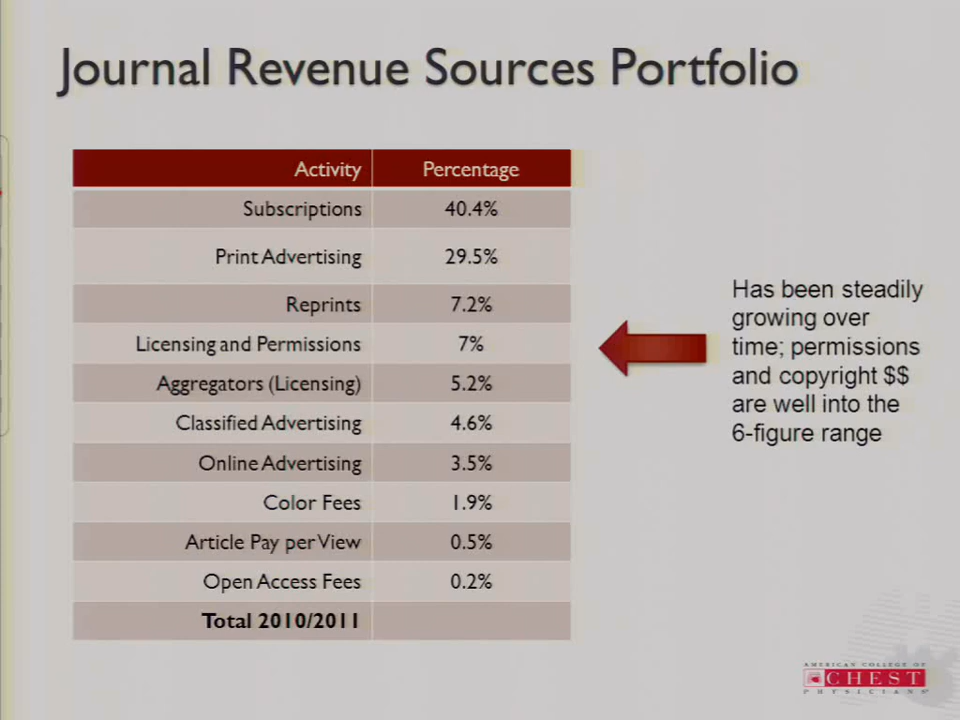 Journal Revenue Sources Portfolio
Activity Percentage
Subscriptions 40.4%
Print Advertising 29.5%
Reprints 7.2%
Licensing and Permissions 7%
Aggregators (Licensing) 5.2%
Classified Advertising 4.6%
Online Advertising 3.5%
Color Fees 1.9%
Article Pay per View 0.5%
Open Access Fees 0.2%
Total 2010/2011
Has been steadily
growing over
time; permissions
and copyright $$
are well into the
6-figure range
AMERICAN COLLEGE OF
CHEST
PHYSICIANS